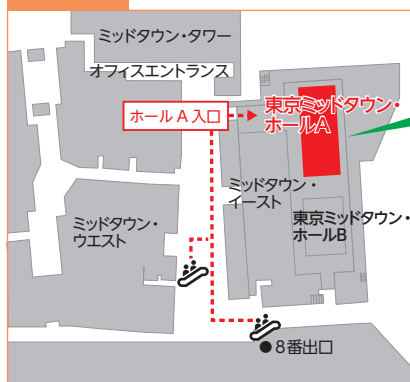 ミッドタウン・タワー
オフィスエントランス
ホールA入口
東京ミッドタウン・
ホールA
ミッドタウン・
イースト
ミッドタウン・
ウエスト
東京ミッドタウン・
ホールB
8番出口